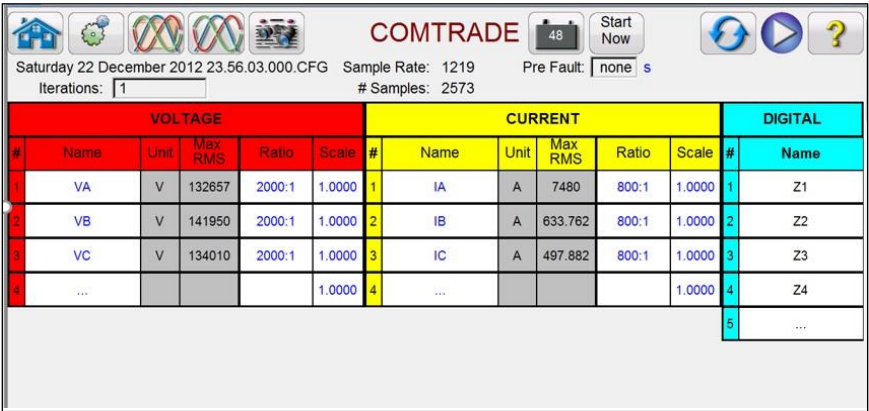 COMTRADE 48 Start Now ?
Saturday 22 December 2012 23.56.03.000.CFG Sample Rate: 1219 Pre Fault: none s
Iterations: 1 # Samples: 2573
VOLTAGE CURRENT DIGITAL
# Name Unit Max RMS Ratio Scale # Name Unit Max RMS Ratio Scale # Name
1 VA V 132657 2000:1 1.0000 1 IA A 7480 800:1 1.0000 1 Z1
2 VB V 141950 2000:1 1.0000 2 IB A 633.762 800:1 1.0000 2 Z2
3 VC V 134010 2000:1 1.0000 3 IC A 497.882 800:1 1.0000 3 Z3
4 ... 1.0000 4 ... 1.0000 4 Z4
5 ...